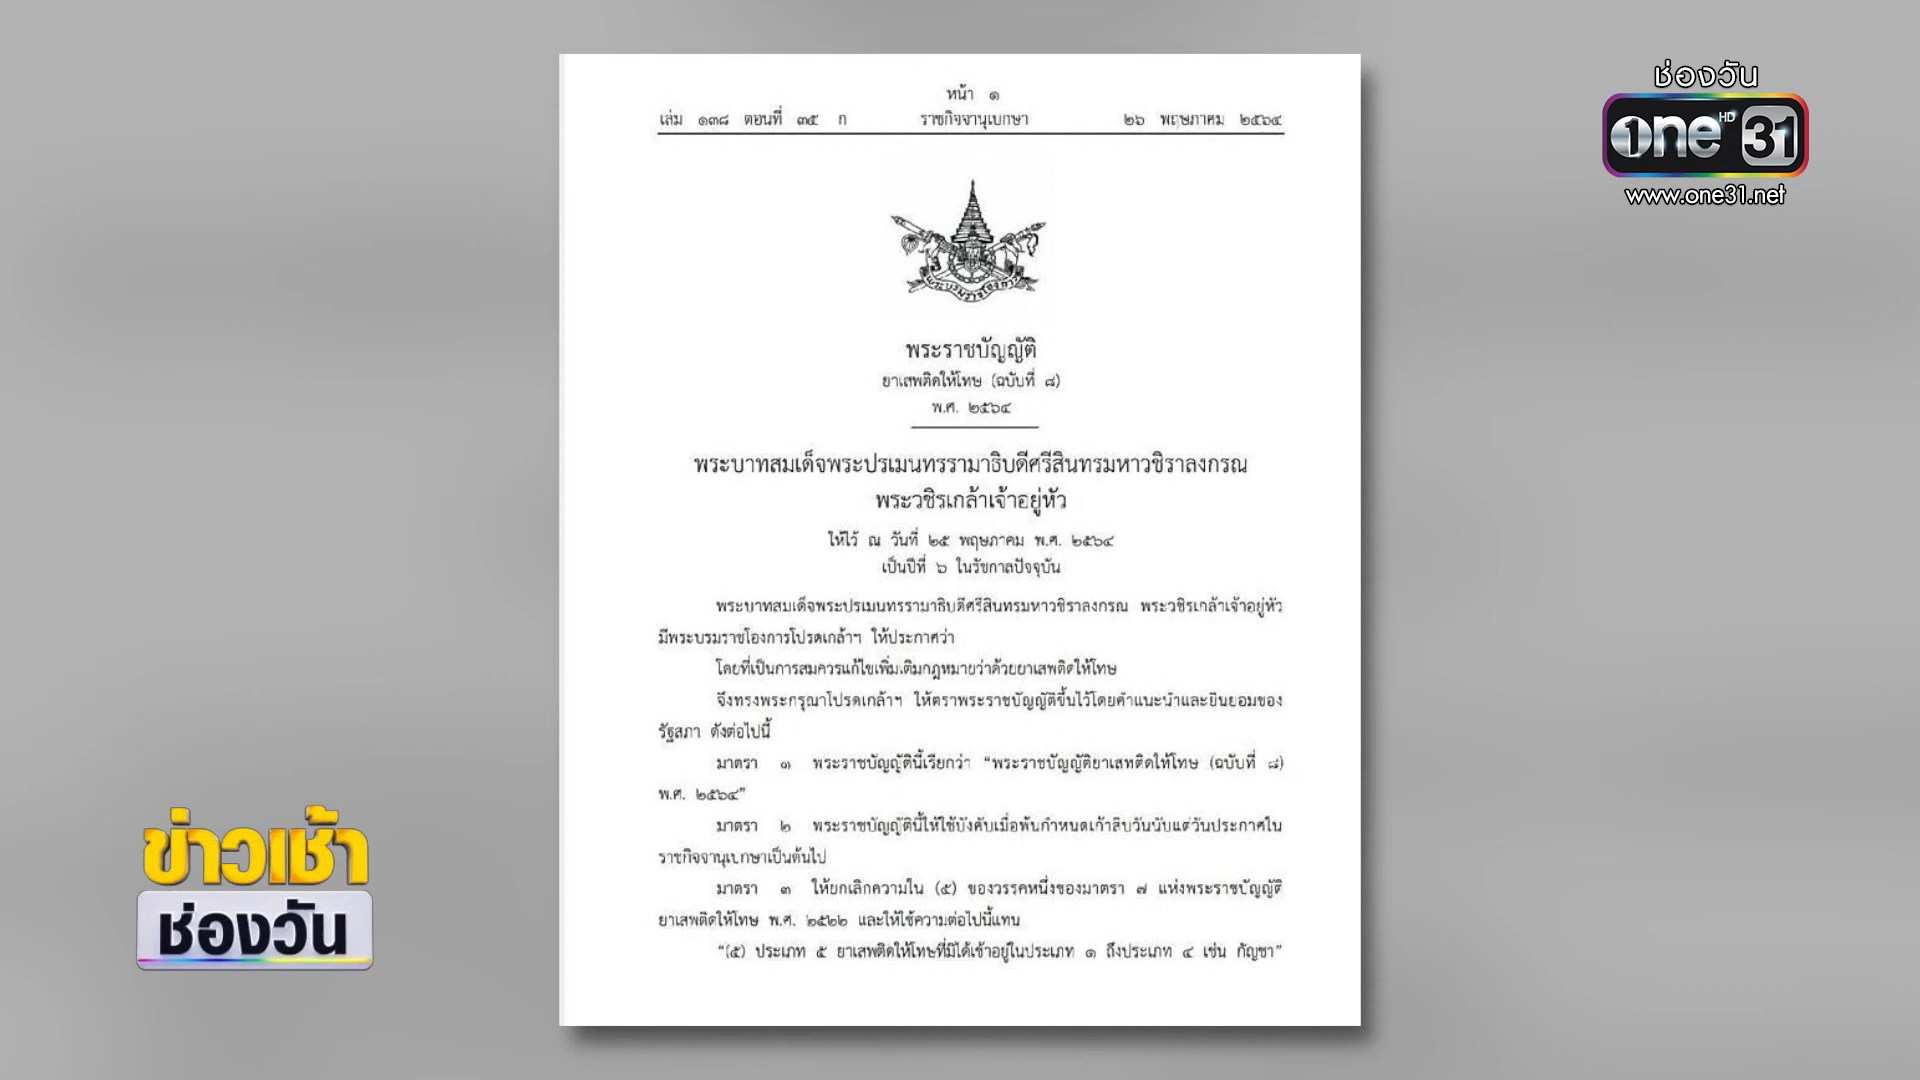 หน้า ๑
เล่ม ๑๓๘ ตอนที่ ๓๕ ก ราชกิจจานุเบกษา ๒๖ พฤษภาคม ๒๕๖๔
พระบรมราชโองการ
พระราชบัญญัติ
ยาเสพติดให้โทษ (ฉบับที่ ๘)
พ.ศ. ๒๕๖๔
พระบาทสมเด็จพระปรเมนทรรามาธิบดีศรีสินทรมหาวชิราลงกรณ
พระวชิรเกล้าเจ้าอยู่หัว
ให้ไว้ ณ วันที่ ๒๕ พฤษภาคม พ.ศ. ๒๕๖๔
เป็นปีที่ ๖ ในรัชกาลปัจจุบัน
พระบาทสมเด็จพระปรเมนทรรามาธิบดีศรีสินทรมหาวชิราลงกรณ พระวชิรเกล้าเจ้าอยู่หัว
มีพระบรมราชโองการโปรดเกล้าฯ ให้ประกาศว่า
โดยที่เป็นการสมควรแก้ไขเพิ่มเติมกฎหมายว่าด้วยยาเสพติดให้โทษ
จึงทรงพระกรุณาโปรดเกล้าฯ ให้ตราพระราชบัญญัติขึ้นไว้โดยคำแนะนำและยินยอมของ
รัฐสภา ดังต่อไปนี้
มาตรา ๑ พระราชบัญญัตินี้เรียกว่า “พระราชบัญญัติยาเสพติดให้โทษ (ฉบับที่ ๘)
พ.ศ. ๒๕๖๔”
มาตรา ๒ พระราชบัญญัตินี้ให้ใช้บังคับเมื่อพ้นกำหนดเก้าสิบวันนับแต่วันประกาศใน
ราชกิจจานุเบกษาเป็นต้นไป
มาตรา ๓ ให้ยกเลิกความใน (๕) ของวรรคหนึ่งของมาตรา ๗ แห่งพระราชบัญญัติ
ยาเสพติดให้โทษ พ.ศ. ๒๕๒๒ และให้ใช้ความต่อไปนี้แทน
“(๕) ประเภท ๕ ยาเสพติดให้โทษที่มิได้เข้าอยู่ในประเภท ๑ ถึงประเภท ๔ เช่น กัญชา”
ช่องวัน
one HD 31
www.one31.net
ข่าวเช้า
ช่องวัน